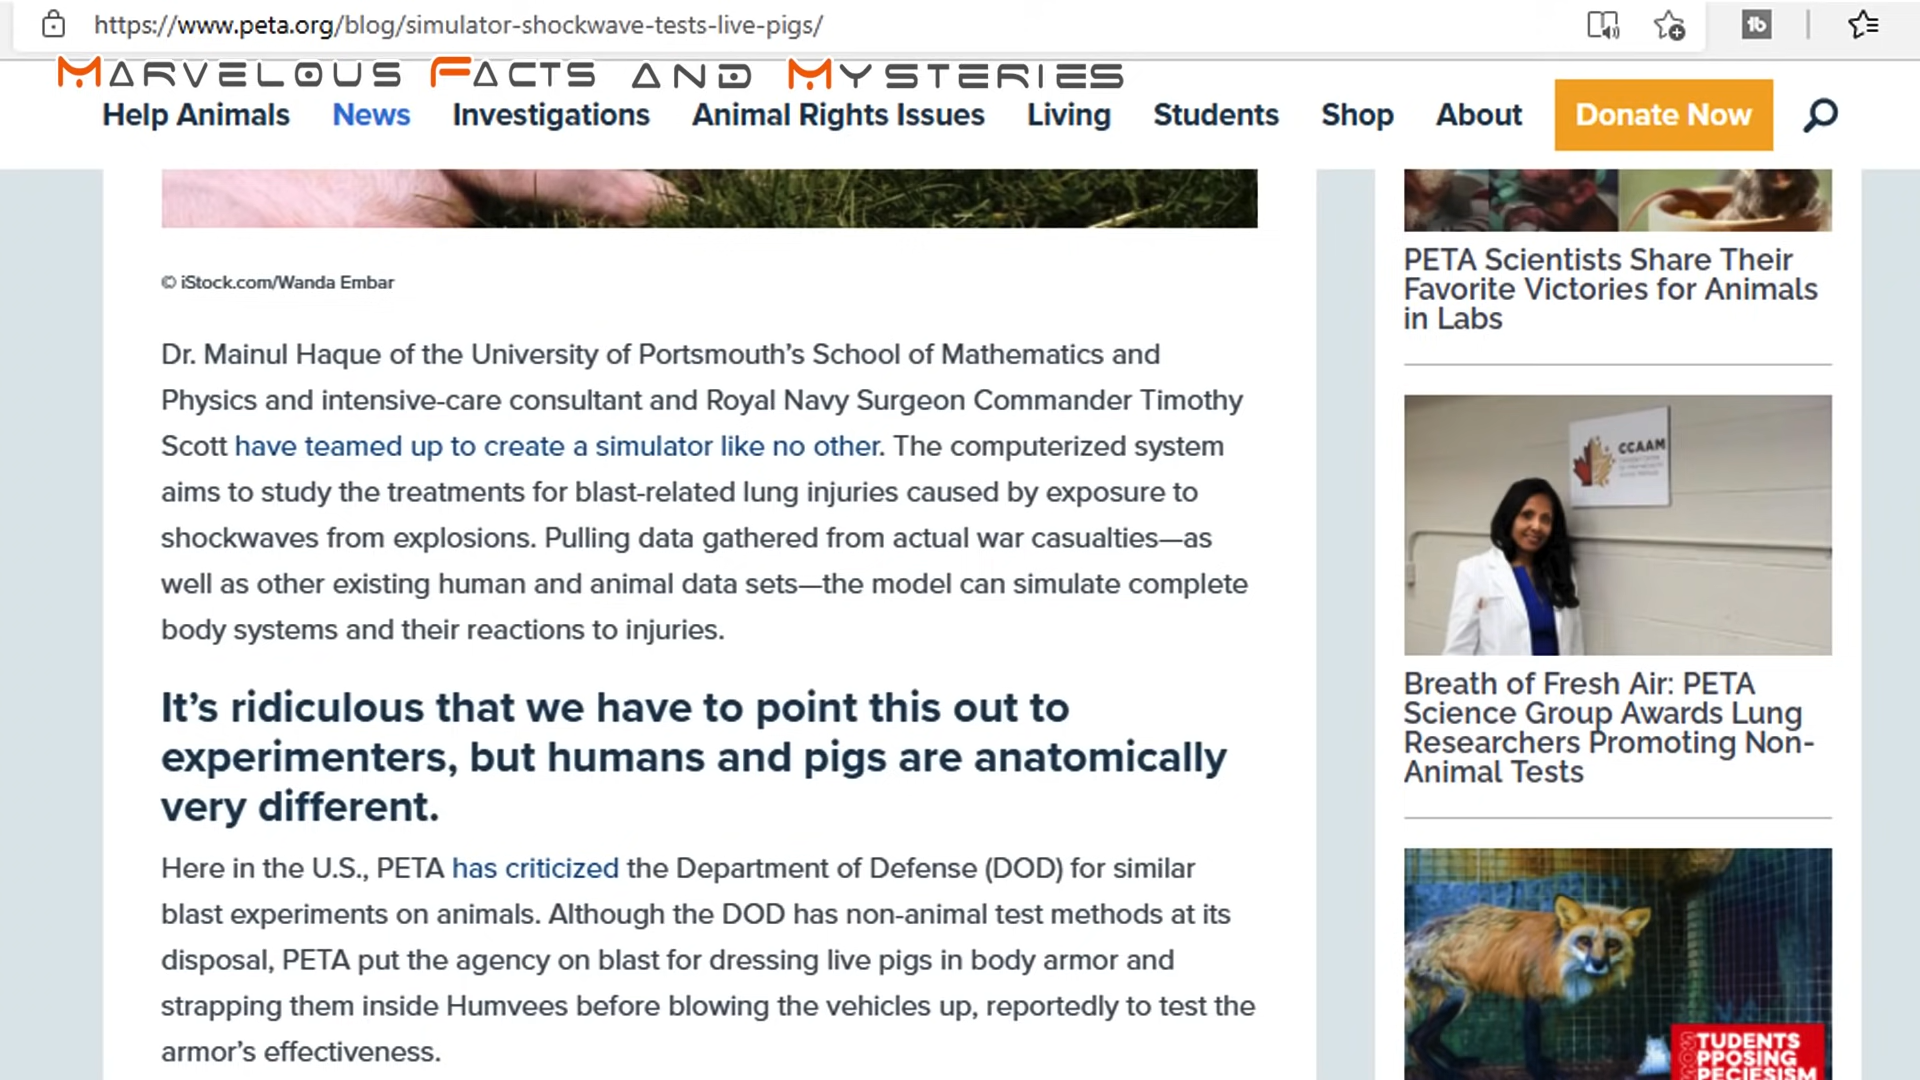 https://www.peta.org/blog/simulator-shockwave-tests-live-pigs/
Marvelous Facts and Mysteries
Help Animals News Investigations Animal Rights Issues Living Students Shop About Donate Now
© iStock.com/Wanda Embar
Dr. Mainul Haque of the University of Portsmouth’s School of Mathematics and
Physics and intensive-care consultant and Royal Navy Surgeon Commander Timothy
Scott have teamed up to create a simulator like no other. The computerized system
aims to study the treatments for blast-related lung injuries caused by exposure to
shockwaves from explosions. Pulling data gathered from actual war casualties—as
well as other existing human and animal data sets—the model can simulate complete
body systems and their reactions to injuries.
It’s ridiculous that we have to point this out to
experimenters, but humans and pigs are anatomically
very different.
Here in the U.S., PETA has criticized the Department of Defense (DOD) for similar
blast experiments on animals. Although the DOD has non-animal test methods at its
disposal, PETA put the agency on blast for dressing live pigs in body armor and
strapping them inside Humvees before blowing the vehicles up, reportedly to test the
armor’s effectiveness.
PETA Scientists Share Their
Favorite Victories for Animals
in Labs
CCAAM
Breath of Fresh Air: PETA
Science Group Awards Lung
Researchers Promoting Non-
Animal Tests
TUDENTS
PPOSING
PECIESISM